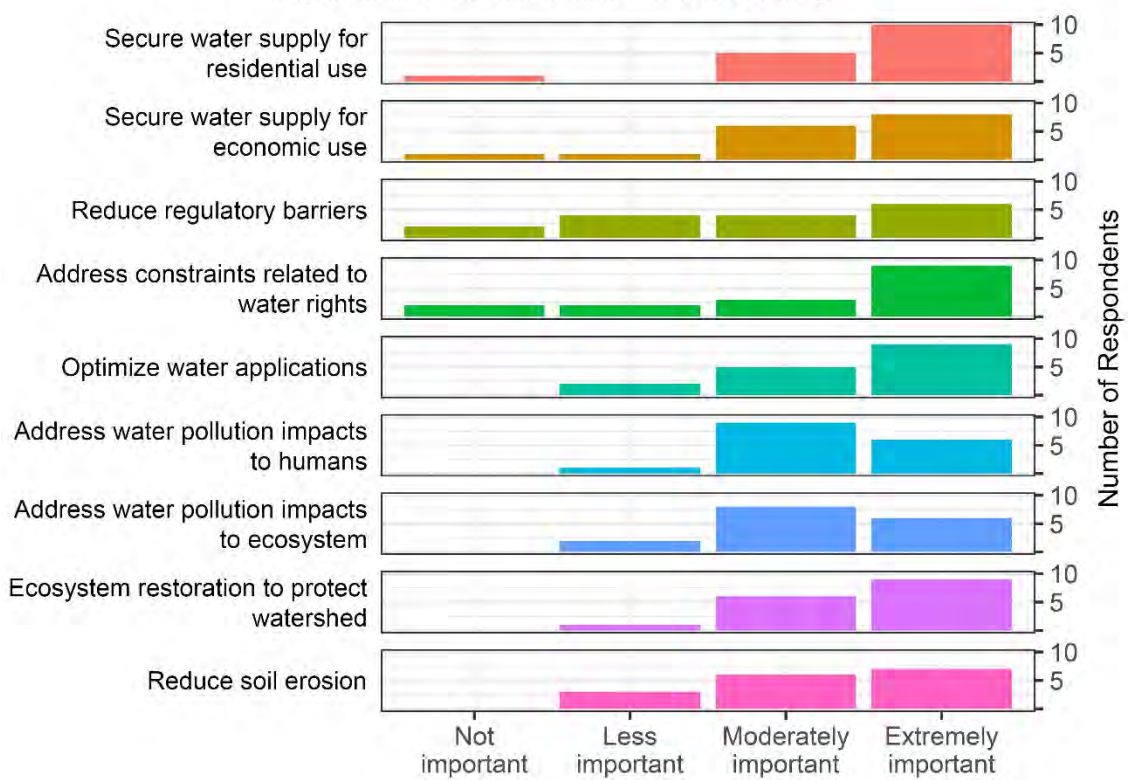 Secure water supply for
residential use
10
5
Secure water supply for
economic use
10
5
Reduce regulatory barriers
10
5
Address constraints related to
water rights
10
5
Optimize water applications
10
5
Address water pollution impacts
to humans
10
5
Address water pollution impacts
to ecosystem
10
5
Ecosystem restoration to protect
watershed
10
5
Reduce soil erosion
10
5
Number of Respondents
Not
important
Less
important
Moderately
important
Extremely
important